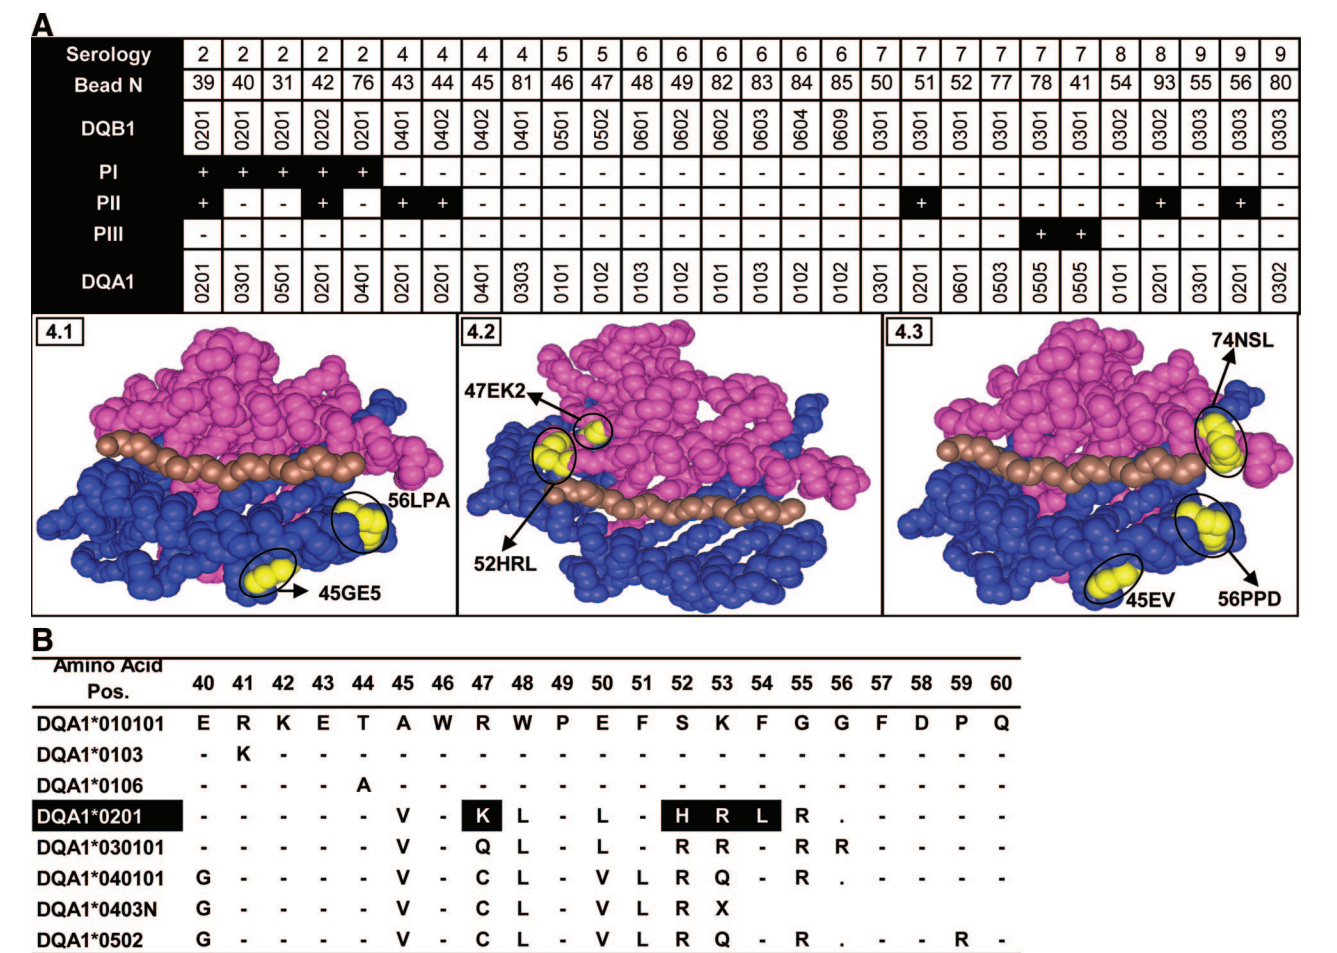 A
Serology 2 2 2 2 2 4 4 4 4 5 5 6 6 6 6 6 6 7 7 7 7 7 7 8 8 9 9 9
Bead N 39 40 31 42 76 43 44 45 81 46 47 48 49 82 83 84 85 50 51 52 77 78 41 54 93 55 56 80
DQB1 0201 0201 0201 0202 0201 0401 0402 0402 0401 0501 0502 0601 0602 0602 0603 0604 0609 0301 0301 0301 0301 0301 0301 0302 0302 0303 0303 0303
PI + + + + + - - - - - - - - - - - - - - - - - - - - - - -
PII + - - + - + + - - - - - - - - - - - + - - - - - + - + -
PIII - - - - - - - - - - - - - - - - - - - - - + + - - - - -
DQA1 0201 0301 0501 0201 0401 0201 0201 0401 0303 0101 0102 0103 0102 0101 0103 0102 0102 0301 0201 0601 0503 0505 0505 0101 0201 0301 0201 0302
4.1
56LPA
45GE5
4.2
47EK2
52HRL
4.3
74NSL
45EV
56PPD
B
Amino Acid
Pos. 40 41 42 43 44 45 46 47 48 49 50 51 52 53 54 55 56 57 58 59 60
DQA1*010101 E R K E T A W R W P E F S K F G G F D P Q
DQA1*0103 - K - - - - - - - - - - - - - - - - - - -
DQA1*0106 - - - - A - - - - - - - - - - - - - - - -
DQA1*0201 - - - - - V - K L - L - H R L R . - - - -
DQA1*030101 - - - - - V - Q L - L - R R - R R - - - -
DQA1*040101 G - - - - V - C L - V L R Q - R . - - - -
DQA1*0403N G - - - - V - C L - V L R X
DQA1*0502 G - - - - V - C L - V L R Q - R . - - R -